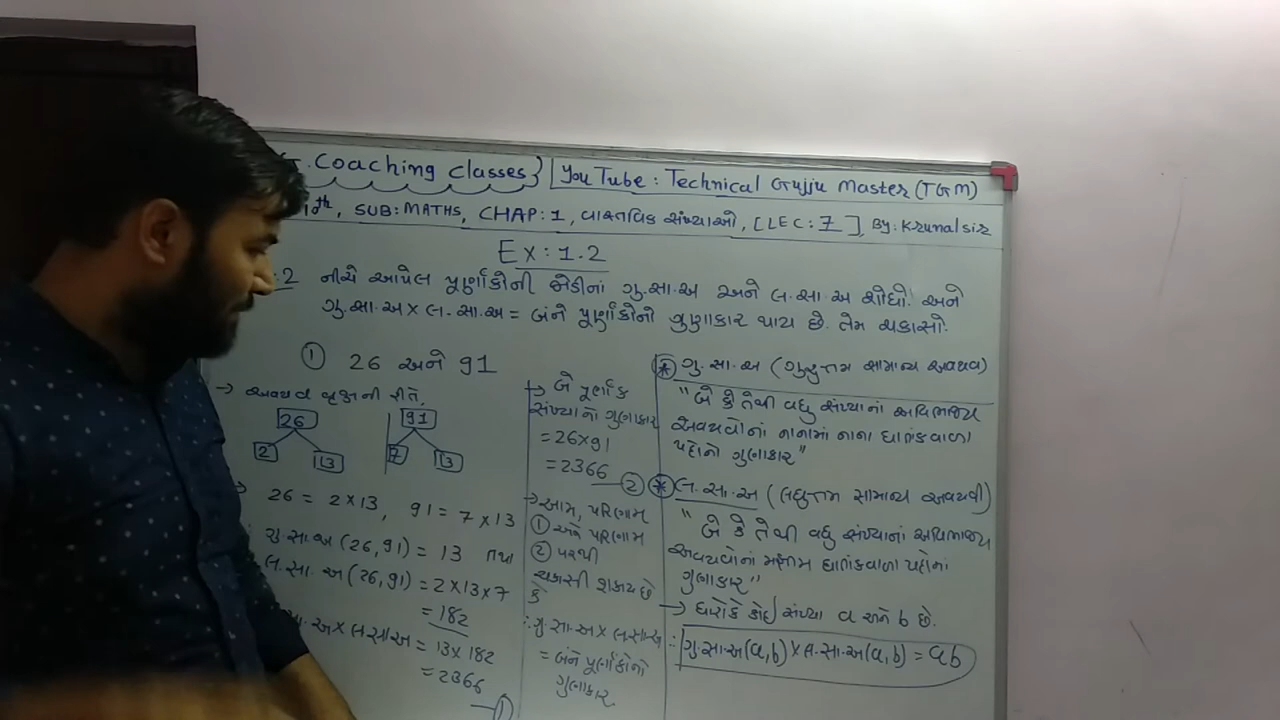 Coaching classes} | YouTube : Technical Gujju Master (TGM)
10th, SUB: MATHS, CHAP: 1, વાસ્તવિક સંખ્યાઓ, [LEC: 7], By: Krunal sir
Ex: 1.2
.2 નીચે આપેલ પૂર્ણાંકોની જોડીનાં ગુ.સા.અ અને લ.સા.અ શોધો. અને
ગુ.સા.અ × લ.સા.અ = બંને પૂર્ણાંકોનો ગુણાકાર થાય છે. તેમ ચકાસો.
① 26 અને 91
→ અવયવ વૃક્ષની રીતે,
26 91
2 13 7 13
26 = 2×13, 91 = 7×13
ગુ.સા.અ (26,91) = 13 તથા
લ.સા.અ (26,91) = 2×13×7
= 182
.અ × લ.સા.અ = 13×182
= 2366
— ①
→ બે પૂર્ણાંક
સંખ્યાનો ગુણાકાર
= 26×91
= 2366 — ②
→ આમ, પરિણામ
① અને પરિણામ
② પરથી
ચકાસી શકાય છે
કે
∴ ગુ.સા.અ × લ.સા.અ
= બંને પૂર્ણાંકોનો
ગુણાકાર
* ગુ.સા.અ (ગુરુત્તમ સામાન્ય અવયવ)
"બે કે તેથી વધુ સંખ્યાનાં અવિભાજ્ય
અવયવોનાં નાનામાં નાના ઘાતાંકવાળા
પદોનો ગુણાકાર"
* લ.સા.અ (લઘુત્તમ સામાન્ય અવયવી)
"બે કે તેથી વધુ સંખ્યાનાં અવિભાજ્ય
અવયવોનાં મહત્તમ ઘાતાંકવાળા પદોનાં
ગુણાકાર"
→ ધારોકે કોઇ સંખ્યા a અને b છે.
∴ ગુ.સા.અ(a,b) × લ.સા.અ(a,b) = ab